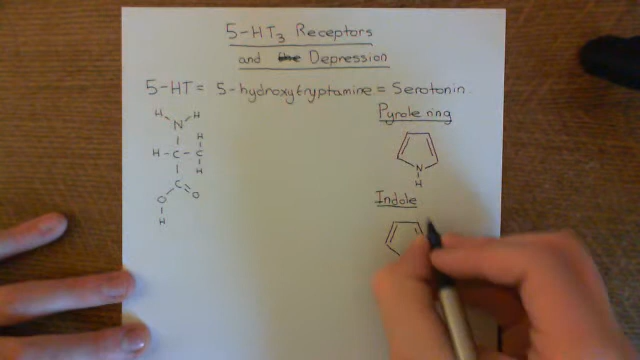 5-HT₃ Receptors
and the Depression
5-HT = 5-hydroxytryptamine = Serotonin.
Pyrole ring
H H
N
H
H - C - C
H
C
O O
H
N
H
Indole